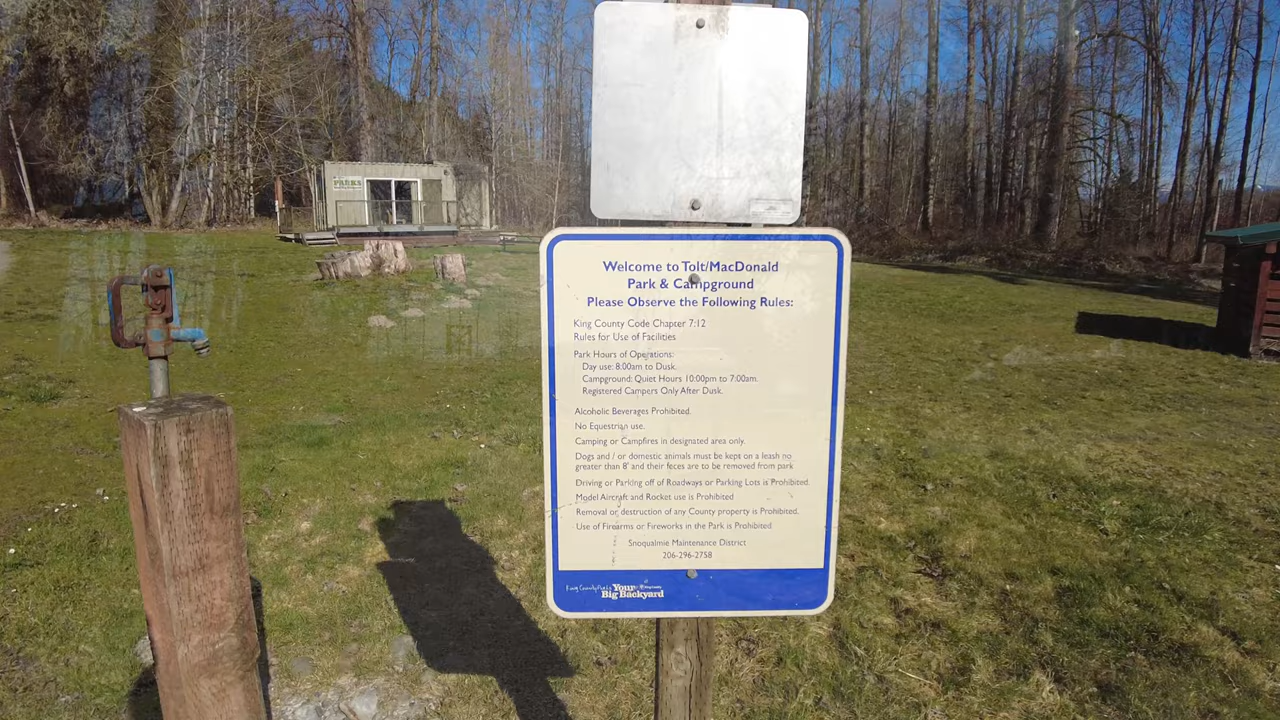 PARKS
Welcome to Tolt/MacDonald
Park & Campground
Please Observe the Following Rules:
King County Code Chapter 7:12
Rules for Use of Facilities
Park Hours of Operations:
Day use: 8:00am to Dusk.
Campground: Quiet Hours 10:00pm to 7:00am.
Registered Campers Only After Dusk.
Alcoholic Beverages Prohibited.
No Equestrian use.
Camping or Campfires in designated area only.
Dogs and / or domestic animals must be kept on a leash no
greater than 8' and their feces are to be removed from park
Driving or Parking off of Roadways or Parking Lots is Prohibited.
Model Aircraft and Rocket use is Prohibited
Removal or destruction of any County property is Prohibited.
Use of Firearms or Fireworks in the Park is Prohibited
Snoqualmie Maintenance District
206-296-2758
King County Parks
Your
Big Backyard